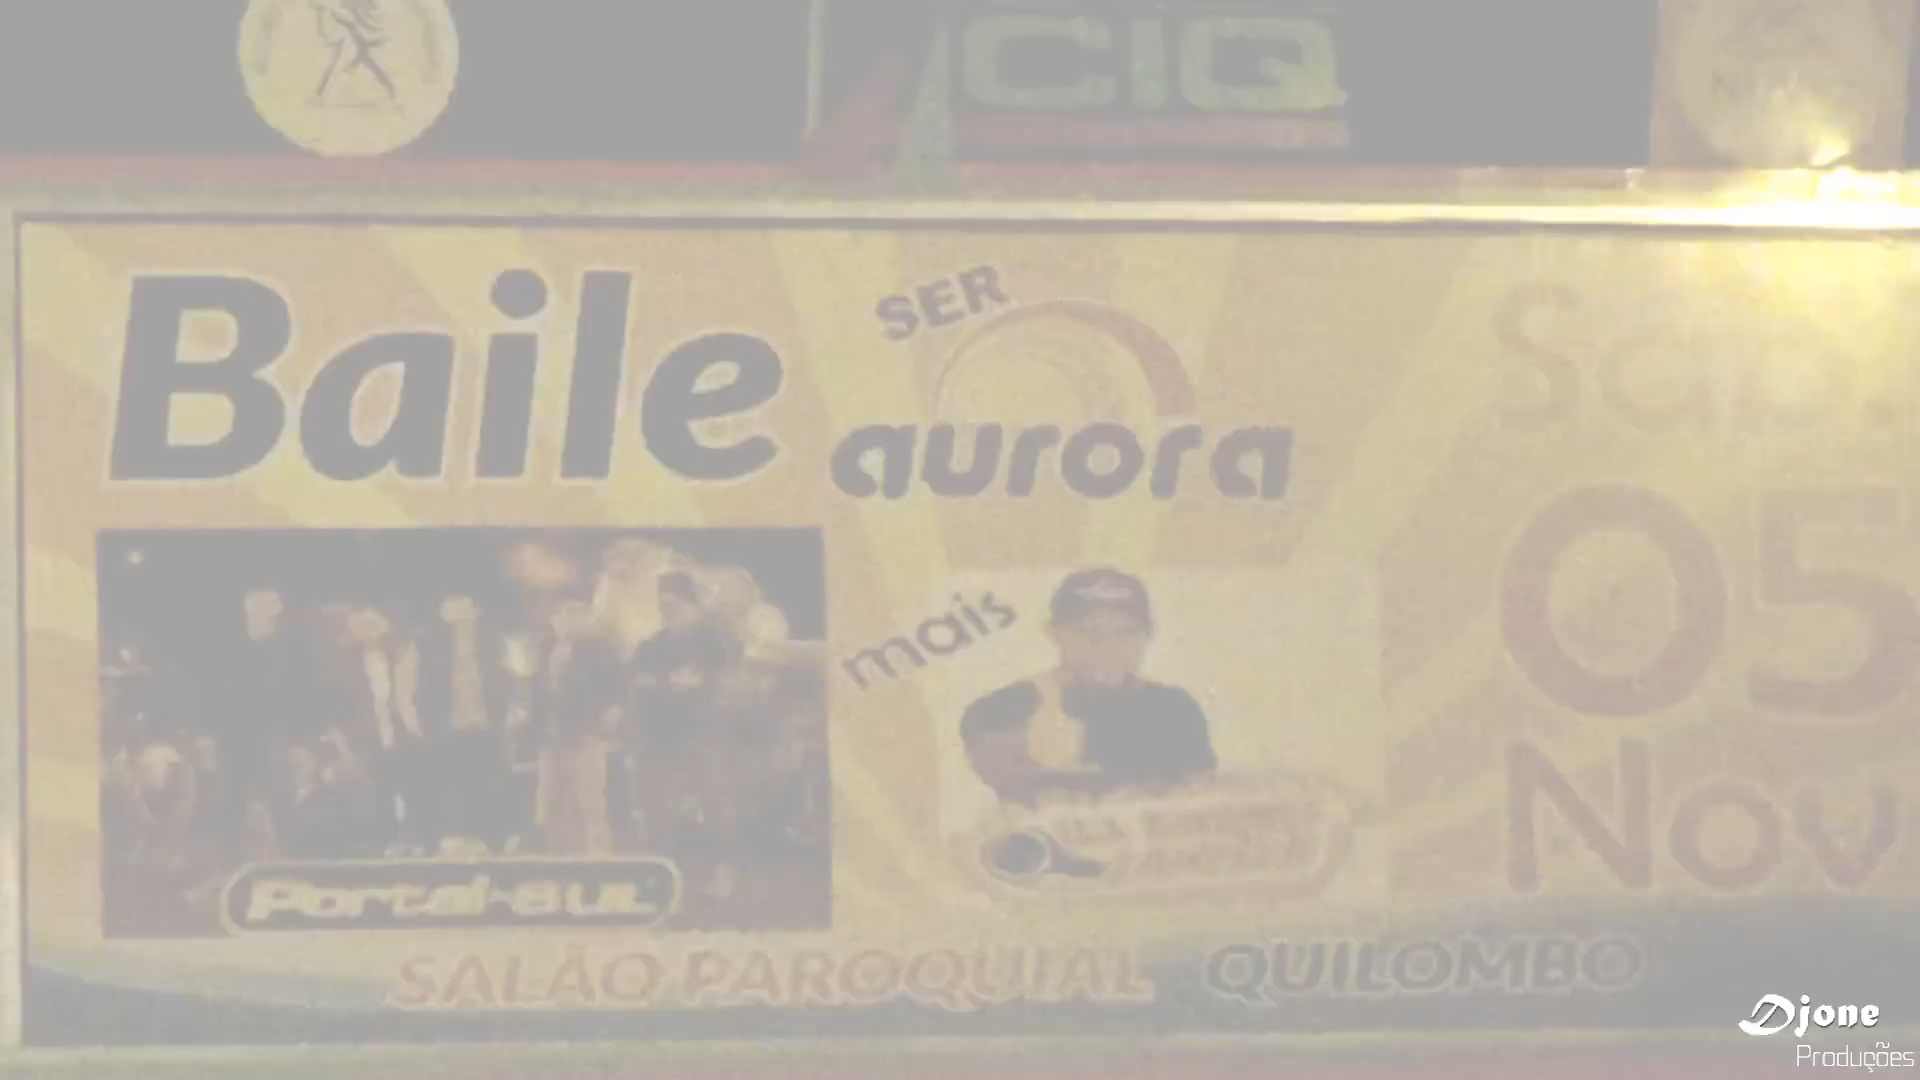 CIQ
Baile
SER
aurora
mais
05
Nov
Portal-Sul
SALÃO PAROQUIAL QUILOMBO
Djone
Produções